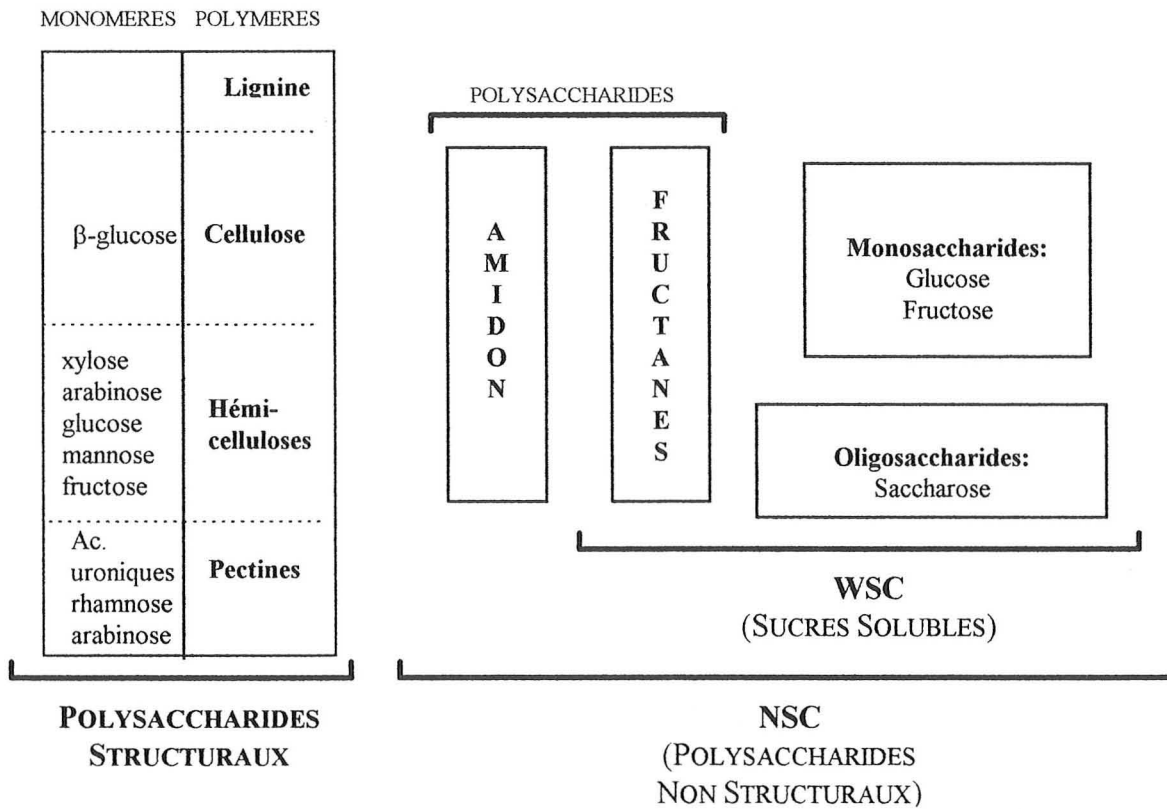 MONOMERES POLYMERES
Lignine
β-glucose Cellulose
xylose
arabinose
glucose
mannose
fructose
Hémi-
celluloses
Ac.
uroniques
rhamnose
arabinose
Pectines
POLYSACCHARIDES
STRUCTURAUX
POLYSACCHARIDES
A
M
I
D
O
N
F
R
U
C
T
A
N
E
S
Monosaccharides:
Glucose
Fructose
Oligosaccharides:
Saccharose
WSC
(SUCRES SOLUBLES)
NSC
(POLYSACCHARIDES
NON STRUCTURAUX)